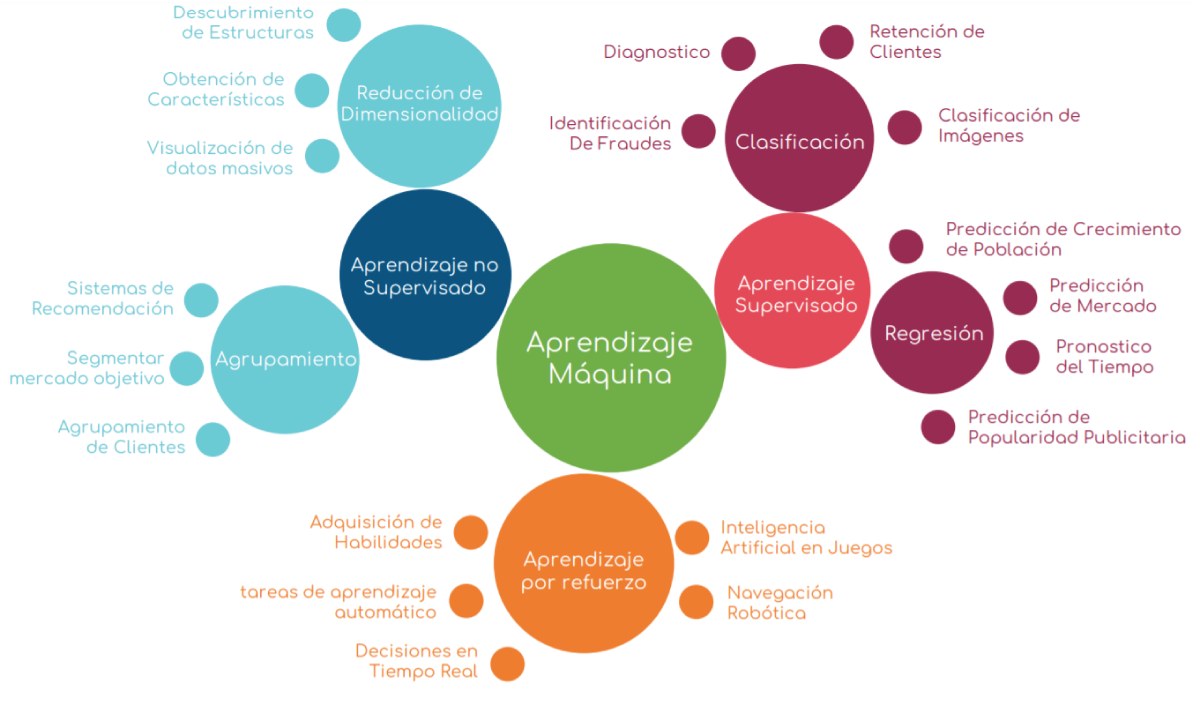 Descubrimiento
de Estructuras
Obtención de
Característícas
Visualización de
datos masivos
Reducción de
Dimensionalidad
Diagnostico
Retención de
Clientes
Identificación
De Fraudes
Clasificación
Clasificación de
Imágenes
Aprendizaje no
Supervisado
Sistemas de
Recomendación
Segmentar
mercado objetivo
Agrupamiento
de Clientes
Agrupamiento
Aprendizaje
Máquina
Aprendizaje
Supervisado
Predicción de Crecimiento
de Población
Predicción
de Mercado
Regresión
Pronostico
del Tiempo
Predicción de
Popularidad Publicitaria
Adquisición de
Habilidades
tareas de aprendizaje
automático
Decisiones en
Tiempo Real
Aprendizaje
por refuerzo
Inteligencia
Artificial en Juegos
Navegación
Robótica